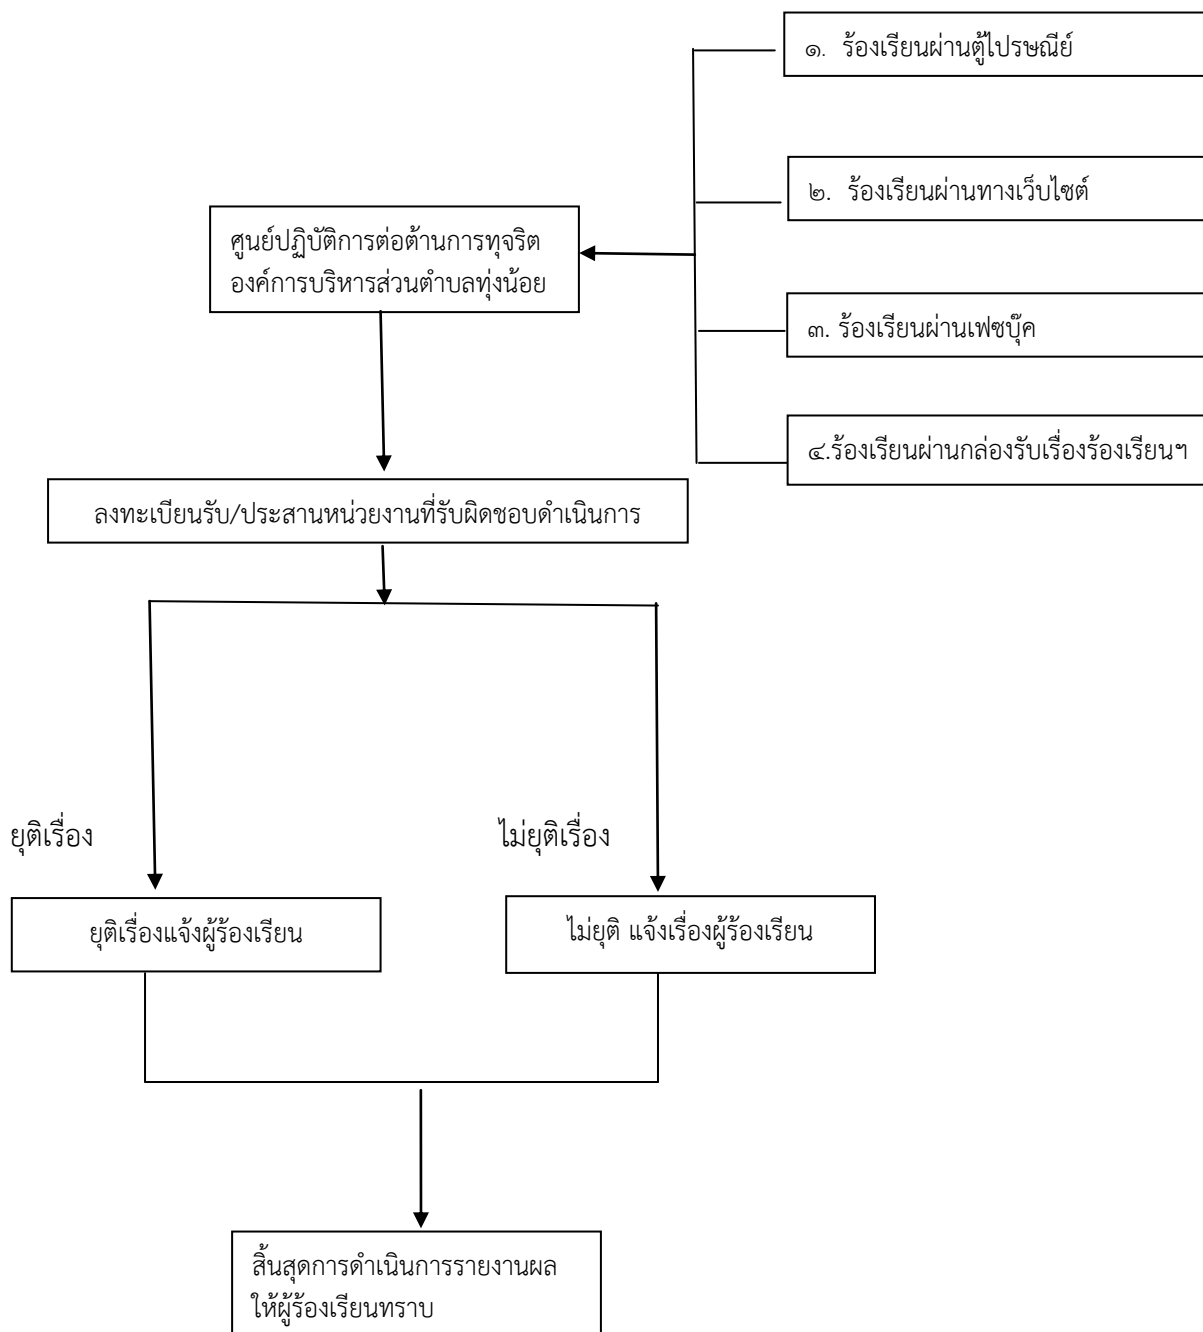 ๑. ร้องเรียนผ่านตู้ไปรษณีย์
๒. ร้องเรียนผ่านทางเว็บไซต์
ศูนย์ปฏิบัติการต่อต้านการทุจริต
องค์การบริหารส่วนตำบลทุ่งน้อย
๓. ร้องเรียนผ่านเฟซบุ๊ค
๔.ร้องเรียนผ่านกล่องรับเรื่องร้องเรียนฯ
ลงทะเบียนรับ/ประสานหน่วยงานที่รับผิดชอบดำเนินการ
ยุติเรื่อง
ไม่ยุติเรื่อง
ยุติเรื่องแจ้งผู้ร้องเรียน
ไม่ยุติ แจ้งเรื่องผู้ร้องเรียน
สิ้นสุดการดำเนินการรายงานผล
ให้ผู้ร้องเรียนทราบ